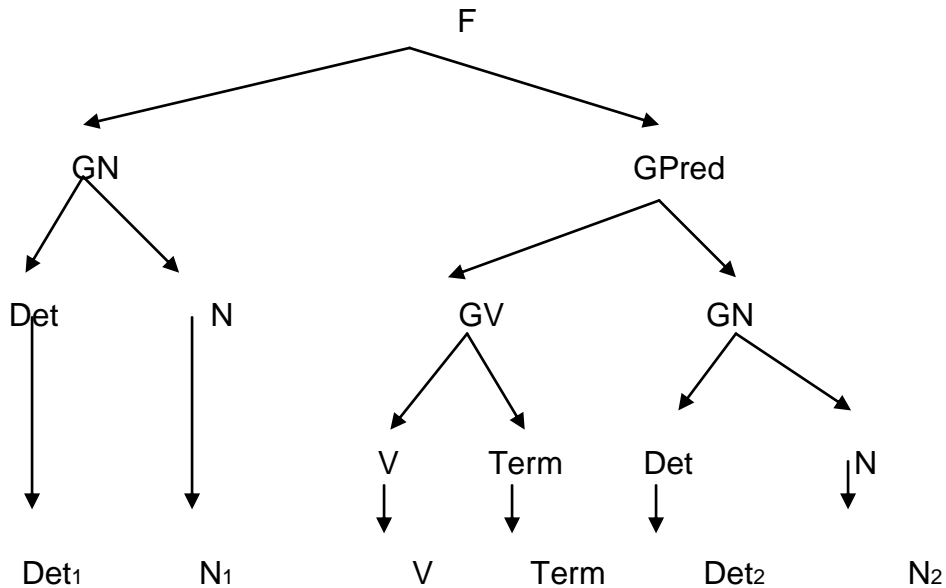 F
GN GPred
Det N GV GN
V Term Det N
Det₁ N₁ V Term Det₂ N₂